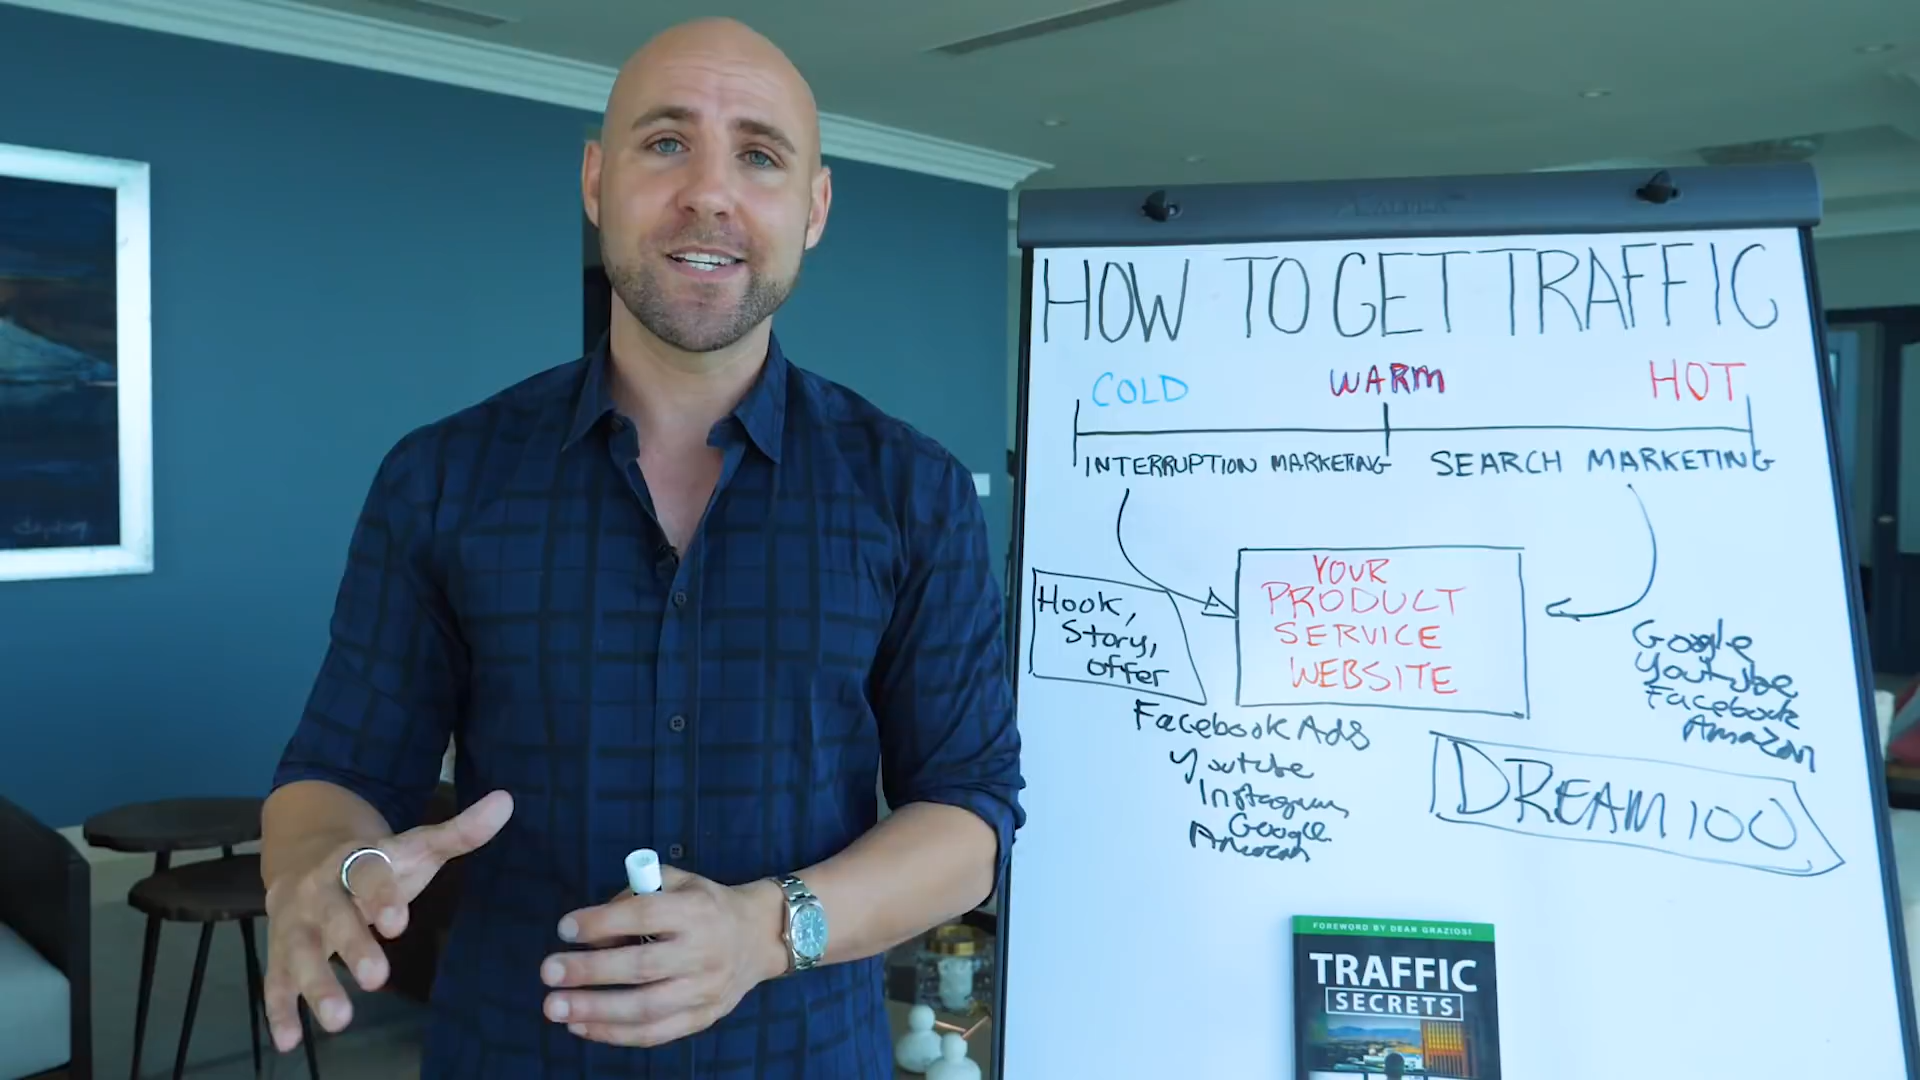 HOW TO GET TRAFFIC
COLD WARM HOT
INTERRUPTION MARKETING SEARCH MARKETING
Hook,
Story,
offer
YOUR
PRODUCT
SERVICE
WEBSITE
Google
Youtube
Facebook
Amazon
Facebook Ads
Youtube
Instagram
Google
Amazon
DREAM 100
FOREWORD BY DEAN GRAZIOSI
TRAFFIC
SECRETS